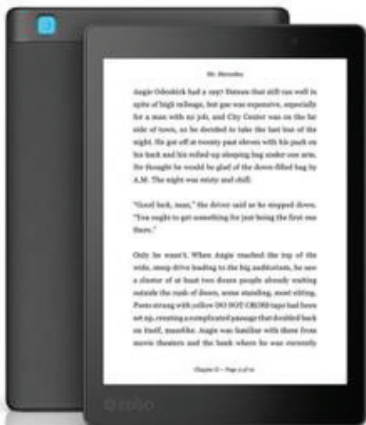 Mr. Mercedes
Augie Odenkirk had a 1997 Datsun that still ran well in
spite of high mileage, but gas was expensive, especially
for a man with no job, and City Center was on the far
side of town, so he decided to take the last bus of the
night. He got off at twenty past eleven with his pack on
his back and his rolled-up sleeping bag under one arm.
He thought he would be glad of the down-filled bag by
A.M. The night was misty and chill.
"Good luck, man," the driver said as he stepped down.
"You ought to get something for just being the first one
there."
Only he wasn't. When Augie reached the top of the
wide, steep drive leading to the big auditorium, he saw
a cluster of at least two dozen people already waiting
outside the rank of doors, some standing, most sitting.
Posts strung with yellow DO NOT CROSS tape had been
set up, creating a complicated passage that doubled back
on itself, mazelike. Augie was familiar with these from
movie theaters and the bank where he was currently
Chapter
Page
kobo